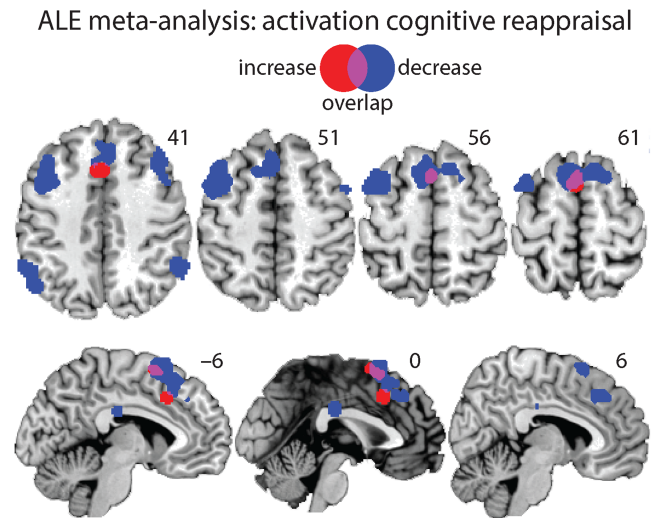 ALE meta-analysis: activation cognitive reappraisal
increase decrease
overlap
41 51 56 61
–6 0 6